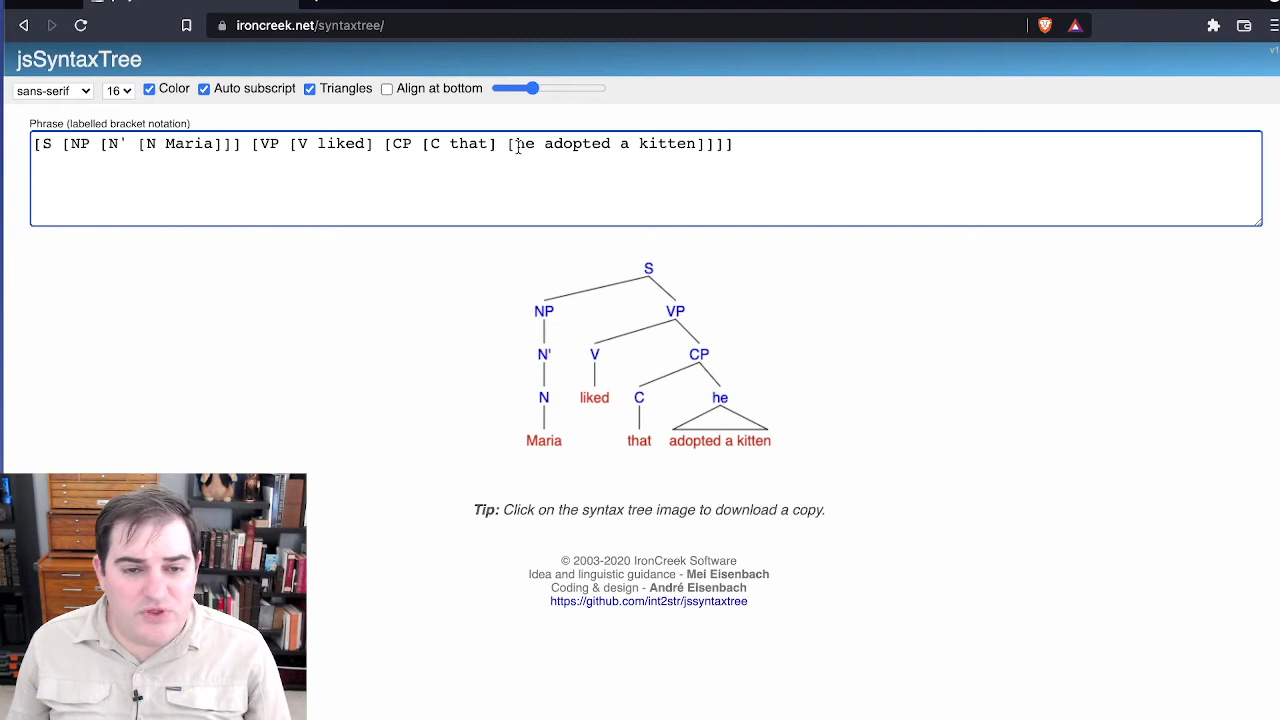 ironcreek.net/syntaxtree/
jsSyntaxTree
sans-serif 16 Color Auto subscript Triangles Align at bottom
Phrase (labelled bracket notation)
[S [NP [N' [N Maria]]] [VP [V liked] [CP [C that] [he adopted a kitten]]]]
S
NP VP
N' V CP
N liked C he
Maria that adopted a kitten
Tip: Click on the syntax tree image to download a copy.
© 2003-2020 IronCreek Software
Idea and linguistic guidance - Mei Eisenbach
Coding & design - André Eisenbach
https://github.com/int2str/jssyntaxtree